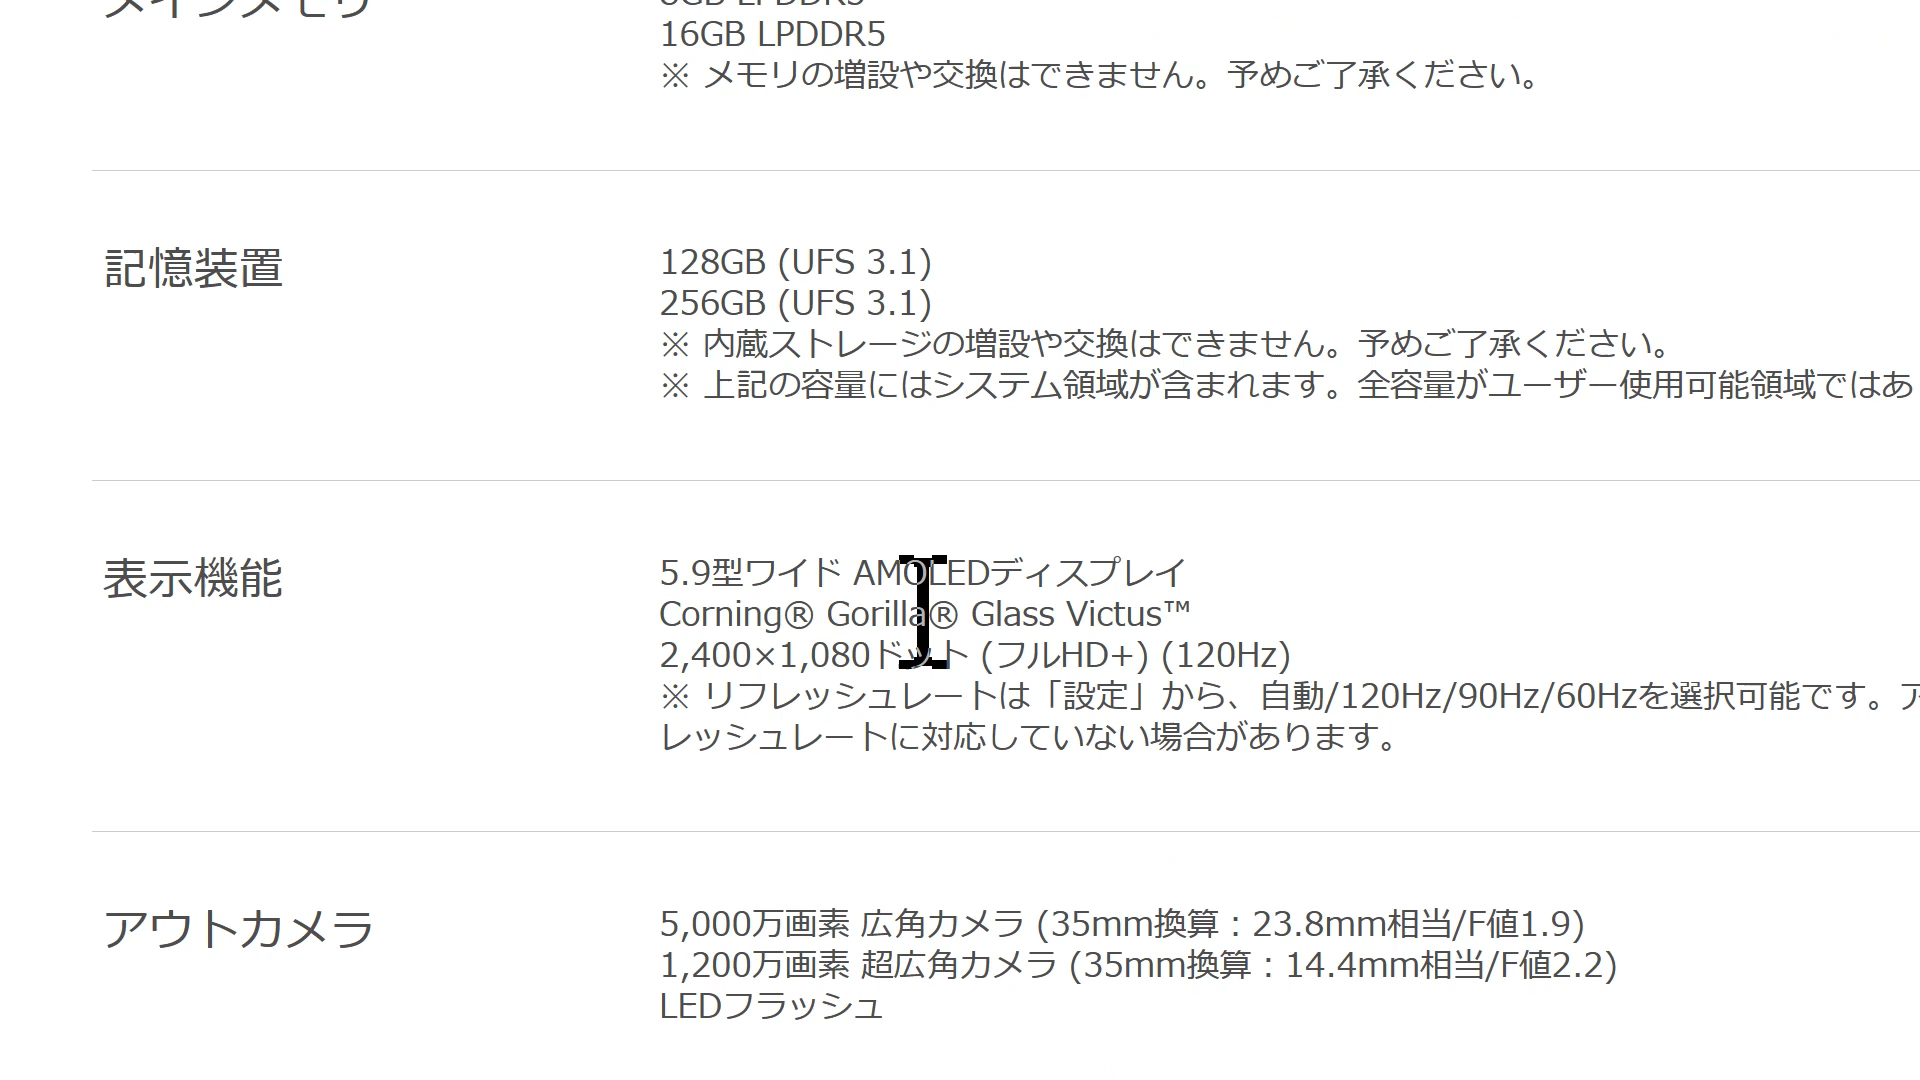 メインメモリ
8GB LPDDR5
16GB LPDDR5
※ メモリの増設や交換はできません。予めご了承ください。
記憶装置
128GB (UFS 3.1)
256GB (UFS 3.1)
※ 内蔵ストレージの増設や交換はできません。予めご了承ください。
※ 上記の容量にはシステム領域が含まれます。全容量がユーザー使用可能領域ではあ
表示機能
5.9型ワイド AMOLEDディスプレイ
Corning® Gorilla® Glass Victus™
2,400×1,080ドット (フルHD+) (120Hz)
※ リフレッシュレートは「設定」から、自動/120Hz/90Hz/60Hzを選択可能です。ア
レッシュレートに対応していない場合があります。
アウトカメラ
5,000万画素 広角カメラ (35mm換算：23.8mm相当/F値1.9)
1,200万画素 超広角カメラ (35mm換算：14.4mm相当/F値2.2)
LEDフラッシュ